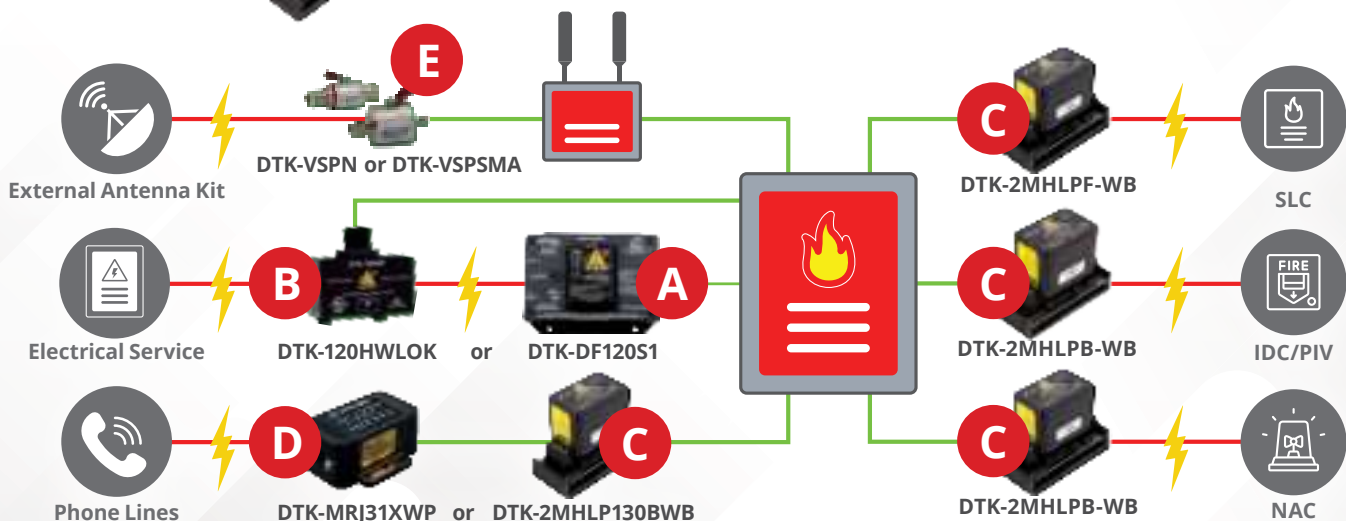 E
DTK-VSPN or DTK-VSPSMA
External Antenna Kit
C
DTK-2MHLPF-WB
SLC
B
A
DTK-120HWLOK or DTK-DF120S1
Electrical Service
C
DTK-2MHLPB-WB
FIRE
IDC/PIV
D
C
DTK-MRJ31XWP or DTK-2MHLP130BWB
Phone Lines
C
DTK-2MHLPB-WB
NAC